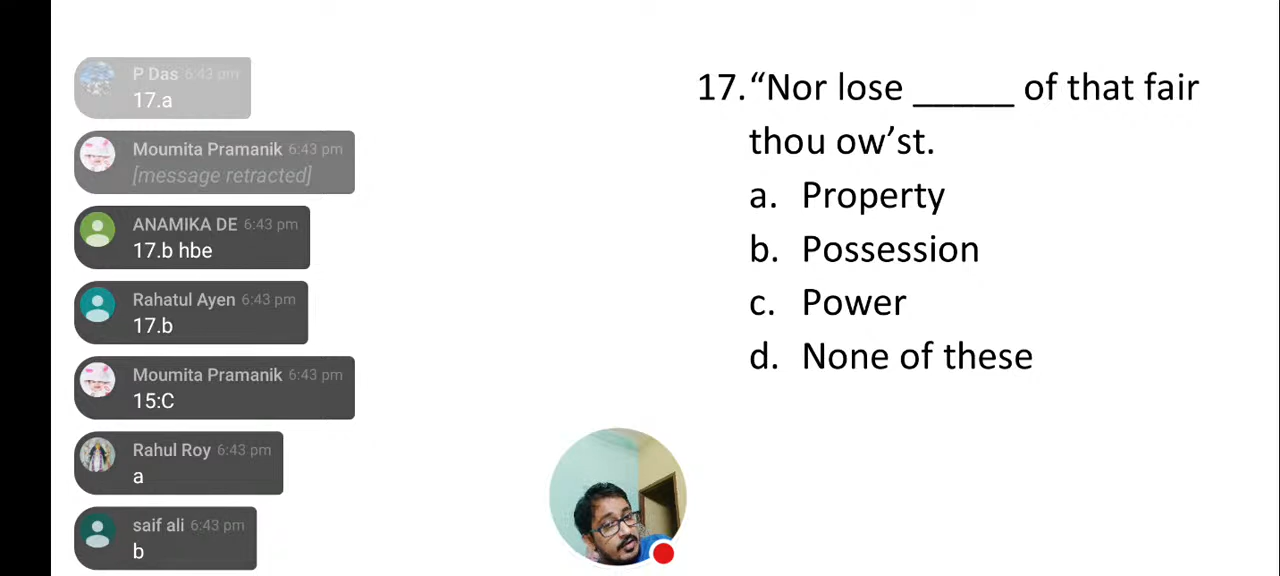 P Das 6:43 pm
17.a
Moumita Pramanik 6:43 pm
[message retracted]
ANAMIKA DE 6:43 pm
17.b hbe
Rahatul Ayen 6:43 pm
17.b
Moumita Pramanik 6:43 pm
15:C
Rahul Roy 6:43 pm
a
saif ali 6:43 pm
b
17. “Nor lose _____ of that fair
thou ow’st.
a. Property
b. Possession
c. Power
d. None of these